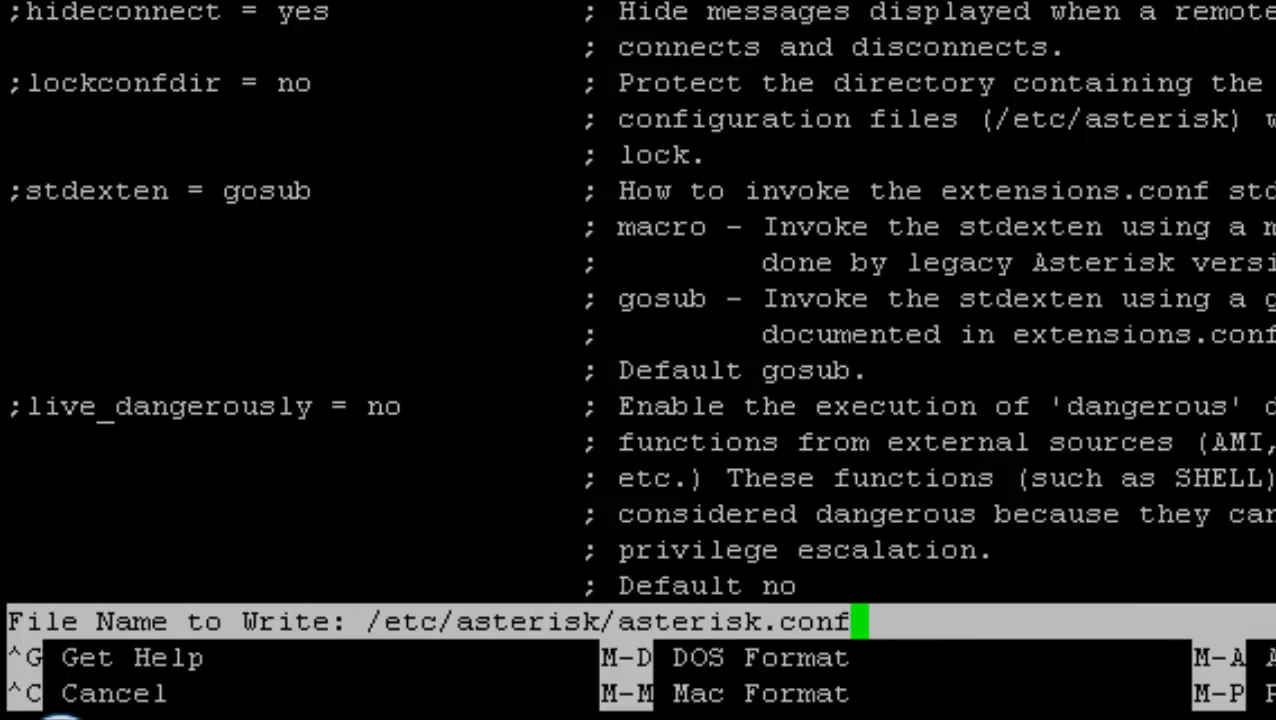 ;hideconnect = yes ; Hide messages displayed when a remote
; connects and disconnects.
;lockconfdir = no ; Protect the directory containing the
; configuration files (/etc/asterisk) w
; lock.
;stdexten = gosub ; How to invoke the extensions.conf std
; macro - Invoke the stdexten using a m
; done by legacy Asterisk versi
; gosub - Invoke the stdexten using a g
; documented in extensions.conf
; Default gosub.
;live_dangerously = no ; Enable the execution of 'dangerous' d
; functions from external sources (AMI,
; etc.) These functions (such as SHELL)
; considered dangerous because they can
; privilege escalation.
; Default no
File Name to Write: /etc/asterisk/asterisk.conf
^G Get Help M-D DOS Format M-A A
^C Cancel M-M Mac Format M-P P